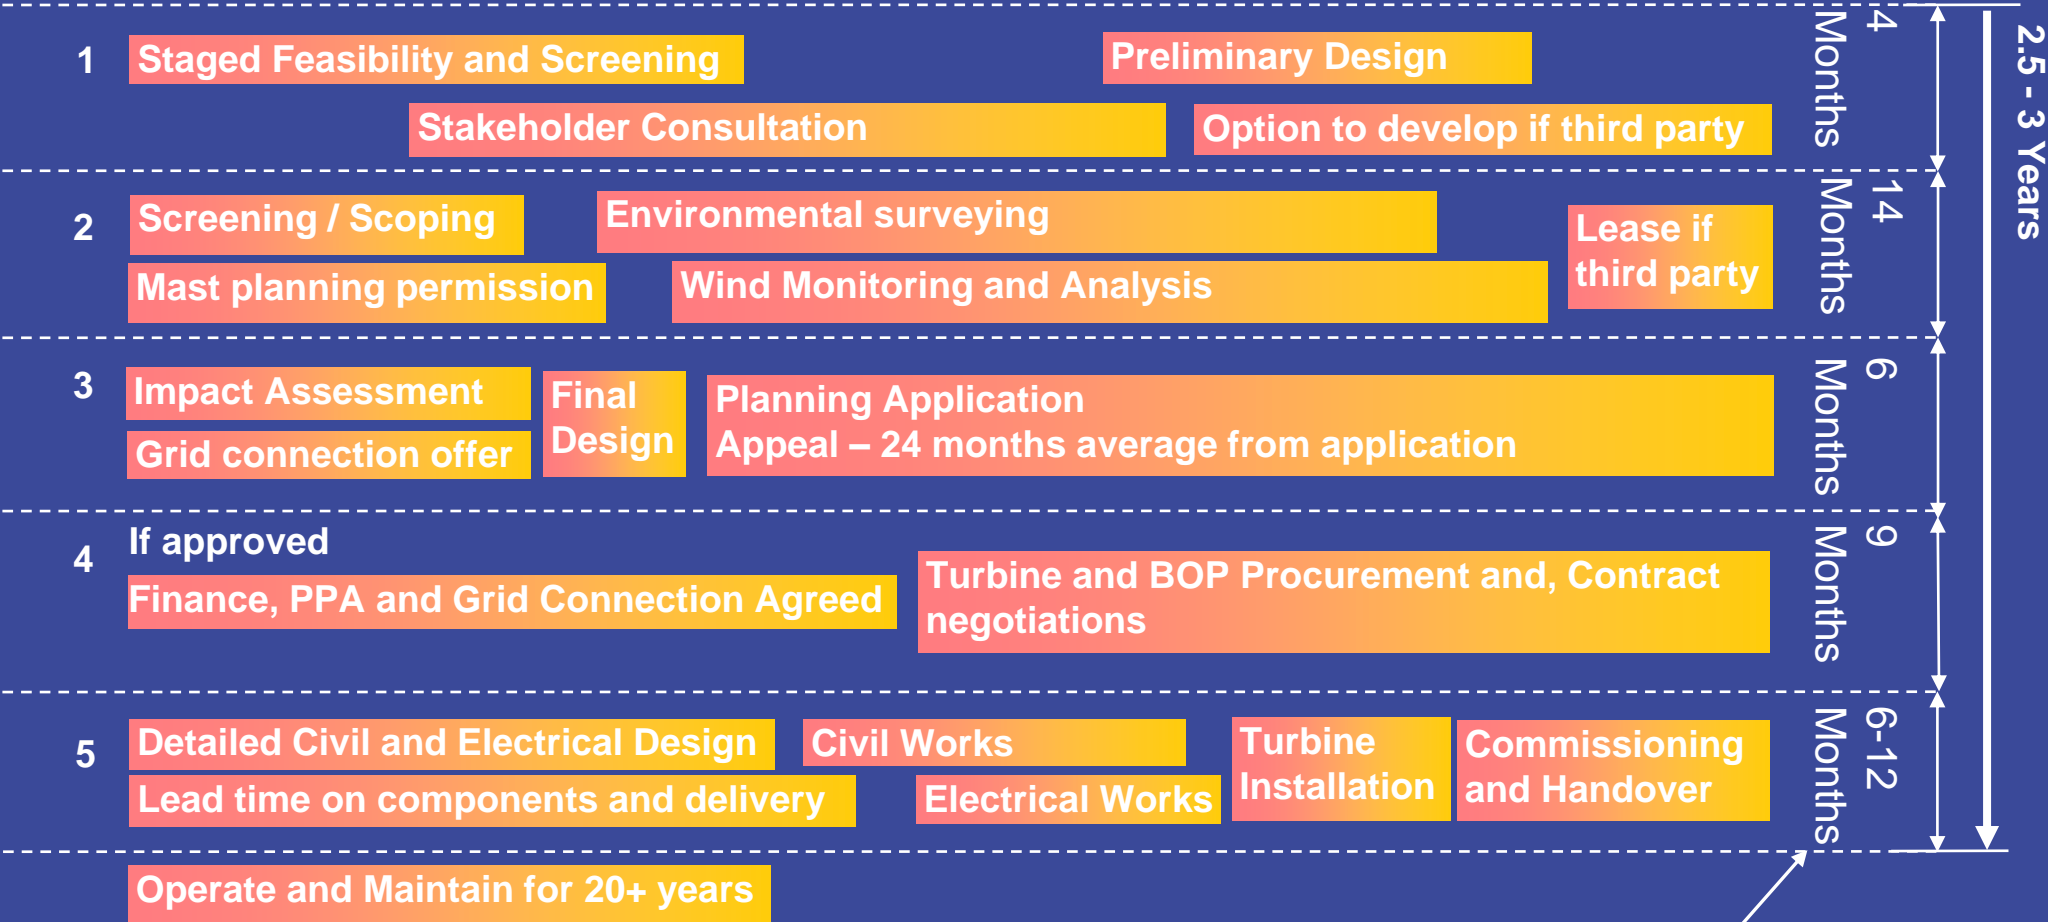 1
Staged Feasibility and Screening
Preliminary Design
Stakeholder Consultation
Option to develop if third party
4
Months
2.5 - 3 Years
2
Screening / Scoping
Environmental surveying
Lease if
third party
Mast planning permission
Wind Monitoring and Analysis
14
Months
3
Impact Assessment
Final
Design
Planning Application
Appeal – 24 months average from application
Grid connection offer
6
Months
4
If approved
Finance, PPA and Grid Connection Agreed
Turbine and BOP Procurement and, Contract
negotiations
9
Months
5
Detailed Civil and Electrical Design
Civil Works
Turbine
Installation
Commissioning
and Handover
Lead time on components and delivery
Electrical Works
6-12
Months
Operate and Maintain for 20+ years